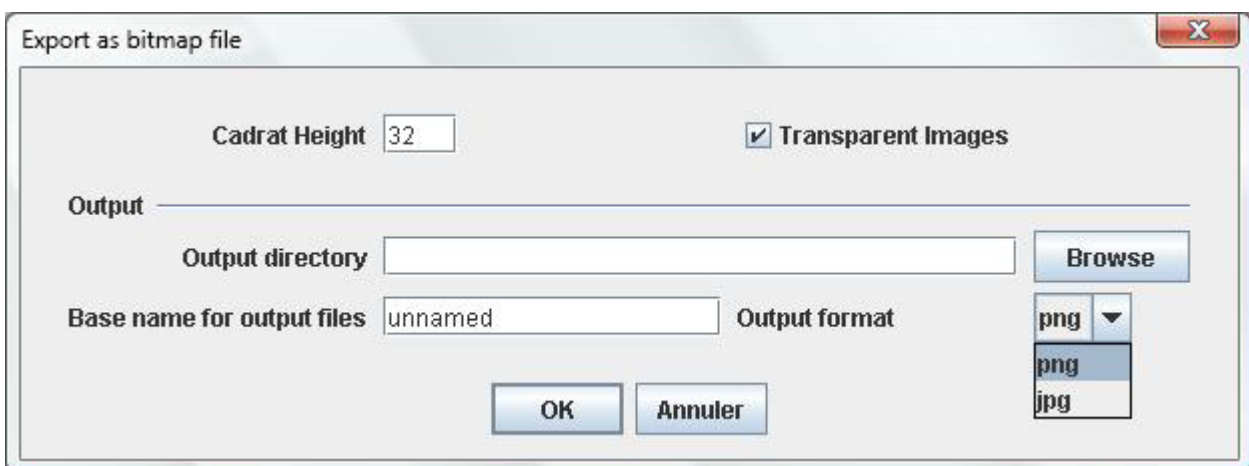 Export as bitmap file
Cadrat Height 32 Transparent Images
Output
Output directory Browse
Base name for output files unnamed Output format png
png
jpg
OK Annuler